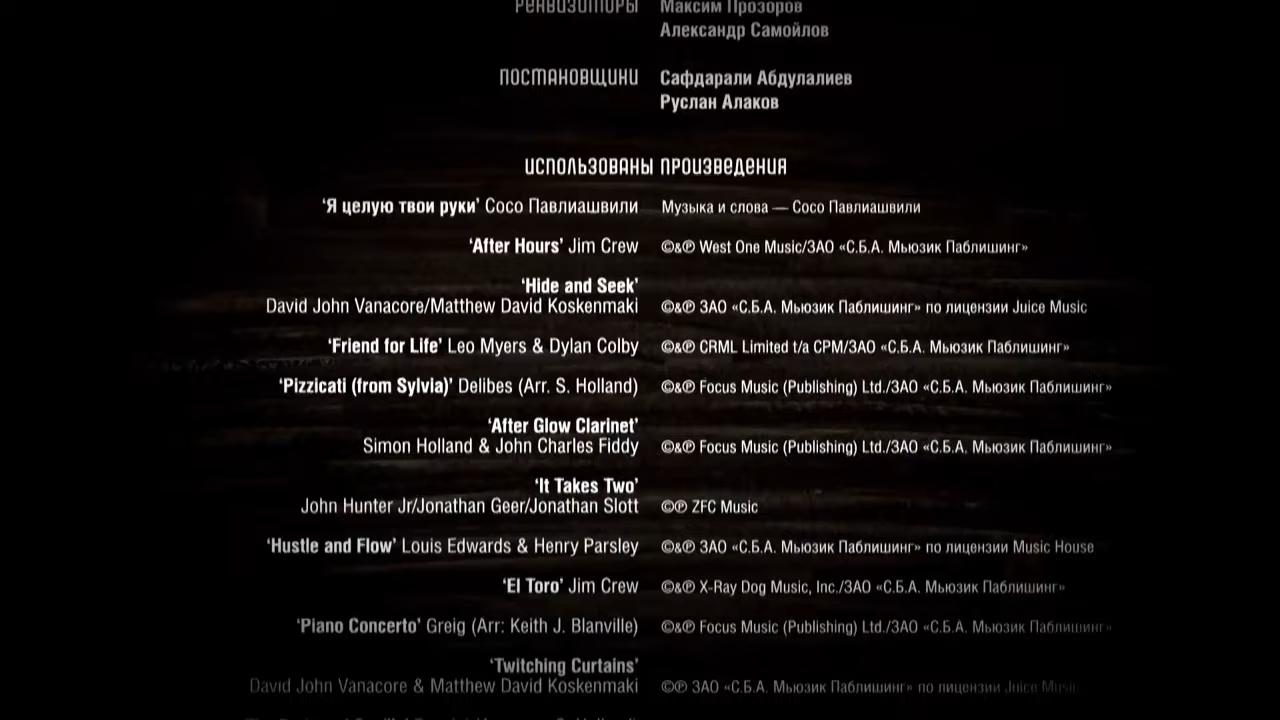 РЕКВИЗИТОРЫ Максим Прозоров
Александр Самойлов
ПОСТАНОВЩИКИ Сафдарали Абдулалиев
Руслан Алаков
ИСПОЛЬЗОВАНЫ ПРОИЗВЕДЕНИЯ
‘Я целую твои руки’ Сосо Павлиашвили Музыка и слова — Сосо Павлиашвили
‘After Hours’ Jim Crew ©&℗ West One Music/ЗАО «С.Б.А. Мьюзик Паблишинг»
‘Hide and Seek’
David John Vanacore/Matthew David Koskenmaki ©&℗ ЗАО «С.Б.А. Мьюзик Паблишинг» по лицензии Juice Music
‘Friend for Life’ Leo Myers & Dylan Colby ©&℗ CRML Limited t/a CPM/ЗАО «С.Б.А. Мьюзик Паблишинг»
‘Pizzicati (from Sylvia)’ Delibes (Arr. S. Holland) ©&℗ Focus Music (Publishing) Ltd./ЗАО «С.Б.А. Мьюзик Паблишинг»
‘After Glow Clarinet’
Simon Holland & John Charles Fiddy ©&℗ Focus Music (Publishing) Ltd./ЗАО «С.Б.А. Мьюзик Паблишинг»
‘It Takes Two’
John Hunter Jr/Jonathan Geer/Jonathan Slott ©℗ ZFC Music
‘Hustle and Flow’ Louis Edwards & Henry Parsley ©&℗ ЗАО «С.Б.А. Мьюзик Паблишинг» по лицензии Music House
‘El Toro’ Jim Crew ©&℗ X-Ray Dog Music, Inc./ЗАО «С.Б.А. Мьюзик Паблишинг»
‘Piano Concerto’ Greig (Arr: Keith J. Blanville) ©&℗ Focus Music (Publishing) Ltd./ЗАО «С.Б.А. Мьюзик Паблишинг»
‘Twitching Curtains’
David John Vanacore & Matthew David Koskenmaki ©℗ ЗАО «С.Б.А. Мьюзик Паблишинг» по лицензии Juice Music